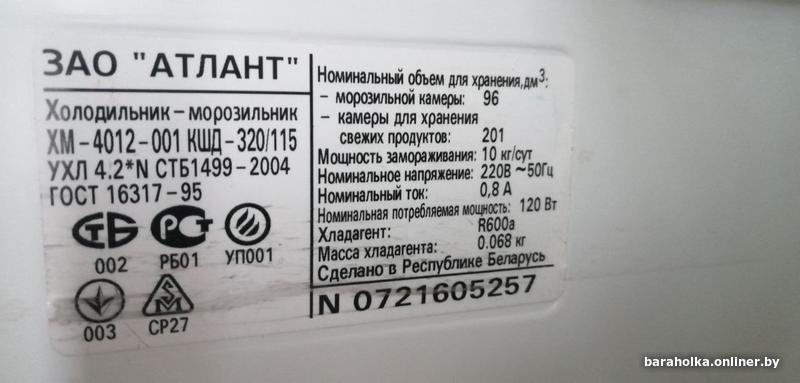 ЗАО "АТЛАНТ"
Холодильник – морозильник
ХМ – 4012 – 001 КШД – 320/115
УХЛ 4.2*N СТБ1499 – 2004
ГОСТ 16317 – 95
СТБ РСТ
002 РБ01 УП001
003 СР27
Номинальный объем для хранения,дм3:
– морозильной камеры: 96
– камеры для хранения
свежих продуктов: 201
Мощность замораживания: 10 кг/сут
Номинальное напряжение: 220В ~50Гц
Номинальный ток: 0,8 А
Номинальная потребляемая мощность: 120 Вт
Хладагент: R600a
Масса хладагента: 0.068 кг
Сделано в Республике Беларусь
N 0721605257
baraholka.onliner.by